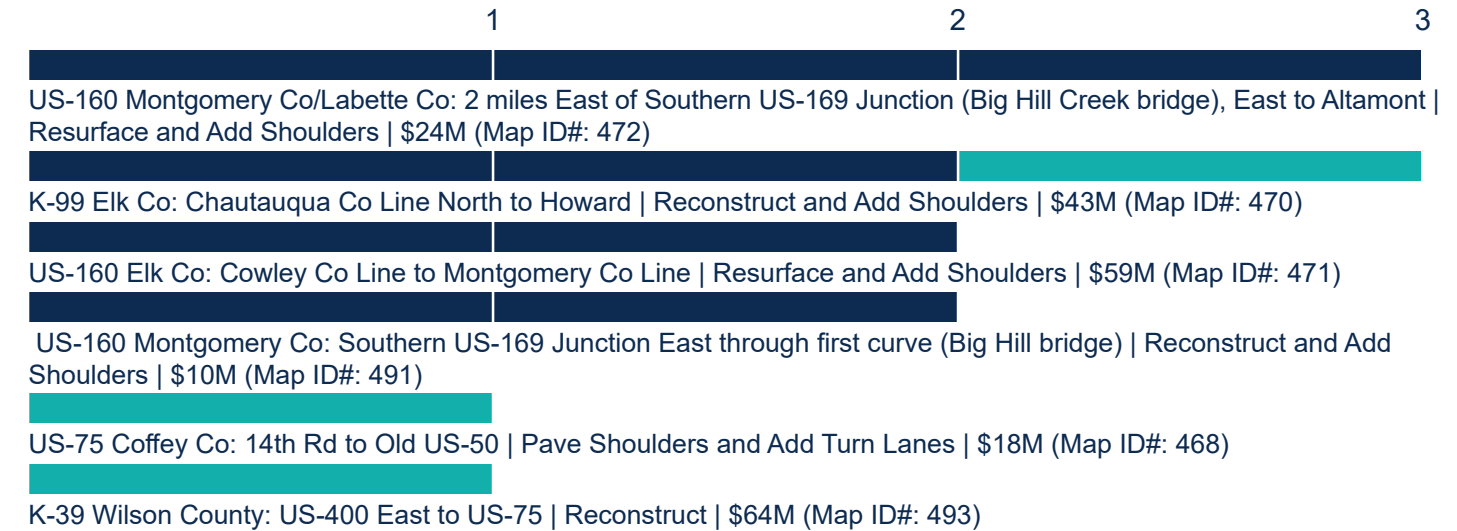 1 2 3
US-160 Montgomery Co/Labette Co: 2 miles East of Southern US-169 Junction (Big Hill Creek bridge), East to Altamont |
Resurface and Add Shoulders | $24M (Map ID#: 472)
K-99 Elk Co: Chautauqua Co Line North to Howard | Reconstruct and Add Shoulders | $43M (Map ID#: 470)
US-160 Elk Co: Cowley Co Line to Montgomery Co Line | Resurface and Add Shoulders | $59M (Map ID#: 471)
US-160 Montgomery Co: Southern US-169 Junction East through first curve (Big Hill bridge) | Reconstruct and Add
Shoulders | $10M (Map ID#: 491)
US-75 Coffey Co: 14th Rd to Old US-50 | Pave Shoulders and Add Turn Lanes | $18M (Map ID#: 468)
K-39 Wilson County: US-400 East to US-75 | Reconstruct | $64M (Map ID#: 493)